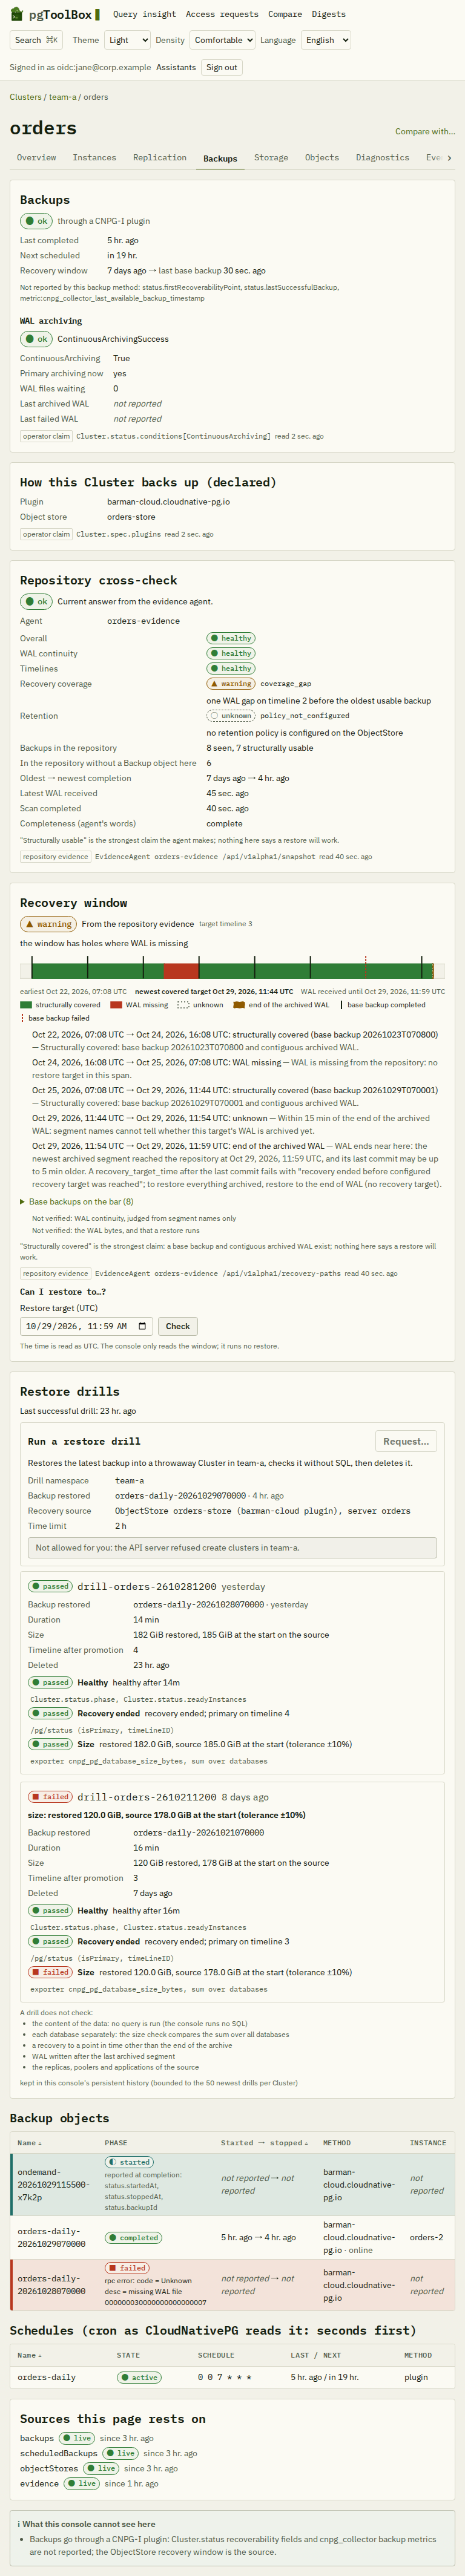 pgToolBox Query insight Access requests Compare Digests
Search ⌘K Theme Light Density Comfortable Language English
Signed in as oidc:jane@corp.example Assistants Sign out
Clusters / team-a / orders
orders
Compare with...
Overview Instances Replication Backups Storage Objects Diagnostics Eve ›
Backups
ok through a CNPG-I plugin
Last completed 5 hr. ago
Next scheduled in 19 hr.
Recovery window 7 days ago → last base backup 30 sec. ago
Not reported by this backup method: status.firstRecoverabilityPoint, status.lastSuccessfulBackup,
metric:cnpg_collector_last_available_backup_timestamp
WAL archiving
ok ContinuousArchivingSuccess
ContinuousArchiving True
Primary archiving now yes
WAL files waiting 0
Last archived WAL not reported
Last failed WAL not reported
operator claim Cluster.status.conditions[ContinuousArchiving] read 2 sec. ago
How this Cluster backs up (declared)
Plugin barman-cloud.cloudnative-pg.io
Object store orders-store
operator claim Cluster.spec.plugins read 2 sec. ago
Repository cross-check
ok Current answer from the evidence agent.
Agent orders-evidence
Overall healthy
WAL continuity healthy
Timelines healthy
Recovery coverage warning coverage_gap
one WAL gap on timeline 2 before the oldest usable backup
Retention unknown policy_not_configured
no retention policy is configured on the ObjectStore
Backups in the repository 8 seen, 7 structurally usable
In the repository without a Backup object here 6
Oldest → newest completion 7 days ago → 4 hr. ago
Latest WAL received 45 sec. ago
Scan completed 40 sec. ago
Completeness (agent's words) complete
"Structurally usable" is the strongest claim the agent makes; nothing here says a restore will work.
repository evidence EvidenceAgent orders-evidence /api/v1alpha1/snapshot read 40 sec. ago
Recovery window
warning From the repository evidence target timeline 3
the window has holes where WAL is missing
earliest Oct 22, 07:08 UTC newest covered target Oct 29, 11:44 UTC WAL received until Oct 29, 11:59 UTC
structurally covered WAL missing unknown end of the archived WAL base backup completed
base backup failed
Oct 22, 07:08 UTC → Oct 24, 16:08 UTC: structurally covered (base backup 20261023T070800)
— Structurally covered: base backup 20261023T070800 and contiguous archived WAL.
Oct 24, 16:08 UTC → Oct 25, 07:08 UTC: WAL missing — WAL is missing from the repository: no
restore target in this span.
Oct 25, 07:08 UTC → Oct 29, 11:44 UTC: structurally covered (base backup 20261029T070001)
— Structurally covered: base backup 20261029T070001 and contiguous archived WAL.
Oct 29, 11:44 UTC → Oct 29, 11:54 UTC: unknown — Within 15 min of the end of the archived
WAL: segment names cannot tell whether this target's WAL is archived yet.
Oct 29, 11:54 UTC → Oct 29, 11:59 UTC: end of the archived WAL — WAL ends near here: the
newest archived segment reached the repository at Oct 29, 11:59 UTC, and its last commit may be up
to 5 min older. A recovery_target_time after the last commit fails with "recovery ended before configured
recovery target was reached"; to restore everything archived, restore to the end of WAL (no recovery target).
Base backups on the bar (8)
Not verified: WAL continuity, judged from segment names only
Not verified: the WAL bytes, and that a restore runs
"Structurally covered" is the strongest claim: a base backup and contiguous archived WAL exist; nothing here says a restore will
work.
repository evidence EvidenceAgent orders-evidence /api/v1alpha1/recovery-paths read 40 sec. ago
Can I restore to…?
Restore target (UTC)
10/29/2026, 11:59 AM Check
The time is read as UTC. The console only reads the window; it runs no restore.
Restore drills
Last successful drill: 23 hr. ago
Run a restore drill Request…
Restores the latest backup into a throwaway Cluster in team-a, checks it without SQL, then deletes it.
Drill namespace team-a
Backup restored orders-daily-20261029070000 · 4 hr. ago
Recovery source ObjectStore orders-store (barman-cloud plugin), server orders
Time limit 2 h
Not allowed for you: the API server refused create clusters in team-a.
passed drill-orders-2610281200 yesterday
Backup restored orders-daily-20261028070000 · yesterday
Duration 14 min
Size 182 GiB restored, 185 GiB at the start on the source
Timeline after promotion 4
Deleted 23 hr. ago
passed Healthy healthy after 14m
Cluster.status.phase, Cluster.status.readyInstances
passed Recovery ended recovery ended; primary on timeline 4
/pg/status (isPrimary, timeLineID)
passed Size restored 182.0 GiB, source 185.0 GiB at the start (tolerance ±10%)
exporter cnpg_pg_database_size_bytes, sum over databases
failed drill-orders-2610211200 8 days ago
size: restored 120.0 GiB, source 178.0 GiB at the start (tolerance ±10%)
Backup restored orders-daily-20261021070000
Duration 16 min
Size 120 GiB restored, 178 GiB at the start on the source
Timeline after promotion 3
Deleted 7 days ago
passed Healthy healthy after 16m
Cluster.status.phase, Cluster.status.readyInstances
passed Recovery ended recovery ended; primary on timeline 3
/pg/status (isPrimary, timeLineID)
failed Size restored 120.0 GiB, source 178.0 GiB at the start (tolerance ±10%)
exporter cnpg_pg_database_size_bytes, sum over databases
A drill does not check:
the content of the data: no query is run (the console runs no SQL)
each database separately: the size check compares the sum over all databases
a recovery to a point in time other than the end of the archive
WAL written after the last archived segment
the replicas, poolers and applications of the source
kept in this console's persistent history (bounded to the 50 newest drills per Cluster)
Backup objects
Name PHASE Started → stopped METHOD INSTANCE
ondemand-20261029115500-x7k2p started reported at completion: status.startedAt, status.stoppedAt, status.backupId not reported → not reported barman-cloud.cloudnative-pg.io not reported
orders-daily-20261029070000 completed 5 hr. ago → 4 hr. ago barman-cloud.cloudnative-pg.io · online orders-2
orders-daily-20261028070000 failed rpc error: code = Unknown desc = missing WAL file 000000030000000000000007 not reported → not reported barman-cloud.cloudnative-pg.io not reported
Schedules (cron as CloudNativePG reads it: seconds first)
Name STATE SCHEDULE LAST / NEXT METHOD
orders-daily active 0 0 7 * * * 5 hr. ago / in 19 hr. plugin
Sources this page rests on
backups live since 3 hr. ago
scheduledBackups live since 3 hr. ago
objectStores live since 3 hr. ago
evidence live since 1 hr. ago
i What this console cannot see here
Backups go through a CNPG-I plugin: Cluster.status recoverability fields and cnpg_collector backup metrics
are not reported; the ObjectStore recovery window is the source.